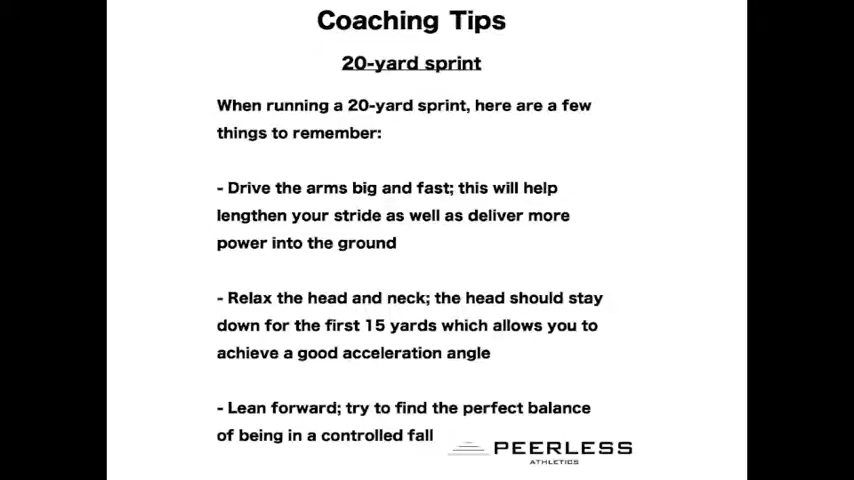 Coaching Tips
20-yard sprint
When running a 20-yard sprint, here are a few
things to remember:
- Drive the arms big and fast; this will help
lengthen your stride as well as deliver more
power into the ground
- Relax the head and neck; the head should stay
down for the first 15 yards which allows you to
achieve a good acceleration angle
- Lean forward; try to find the perfect balance
of being in a controlled fall
PEERLESS
ATHLETICS